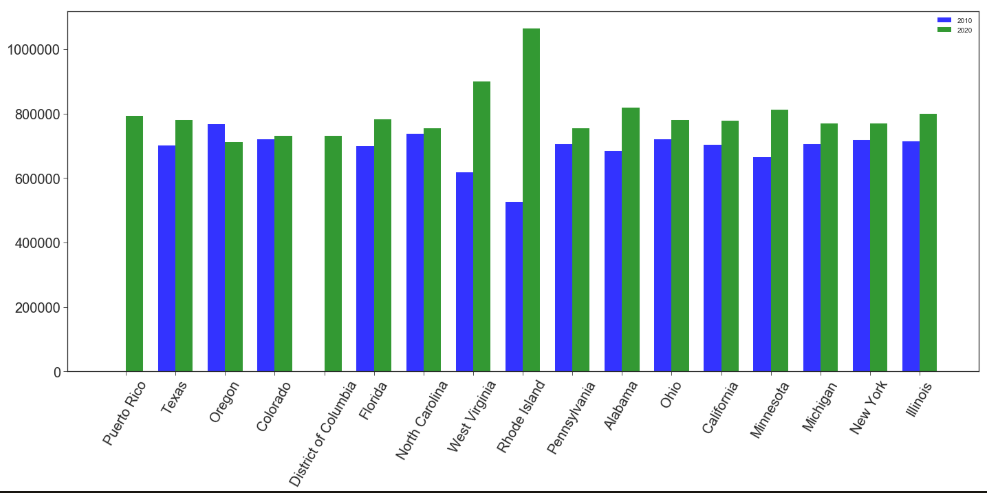 2010
2020
1000000
800000
600000
400000
200000
0
Puerto Rico
Texas
Oregon
Colorado
District of Columbia
Florida
North Carolina
West Virginia
Rhode Island
Pennsylvania
Alabama
Ohio
California
Minnesota
Michigan
New York
Illinois